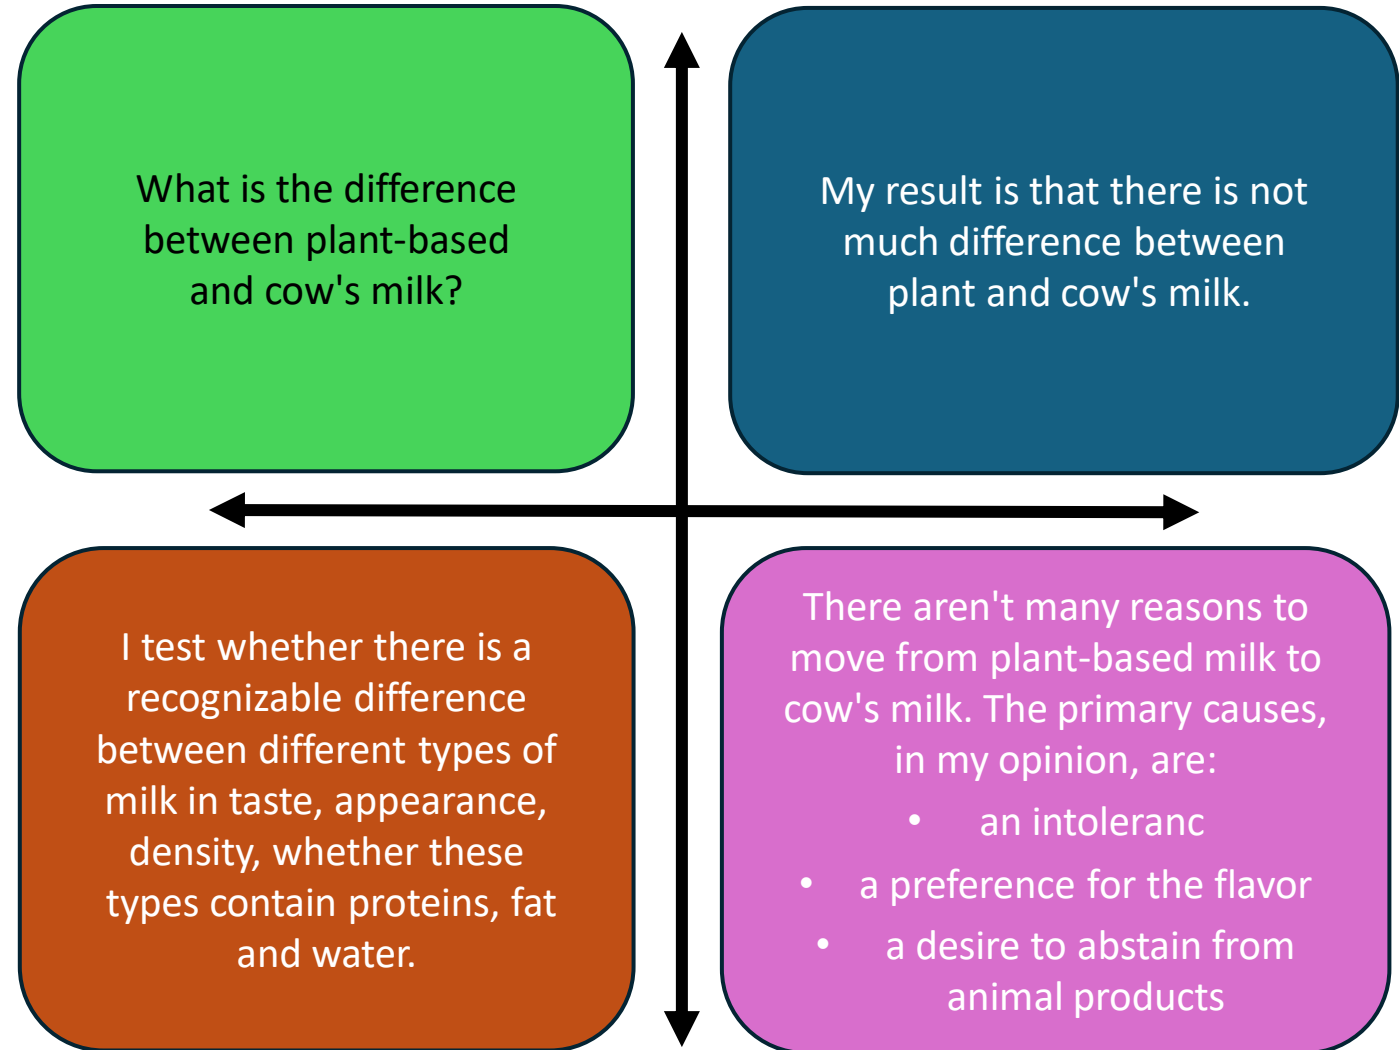 What is the difference
between plant-based
and cow's milk?
My result is that there is not
much difference between
plant and cow's milk.
I test whether there is a
recognizable difference
between different types of
milk in taste, appearance,
density, whether these
types contain proteins, fat
and water.
There aren't many reasons to
move from plant-based milk to
cow's milk. The primary causes,
in my opinion, are:
• an intoleranc
• a preference for the flavor
• a desire to abstain from
animal products